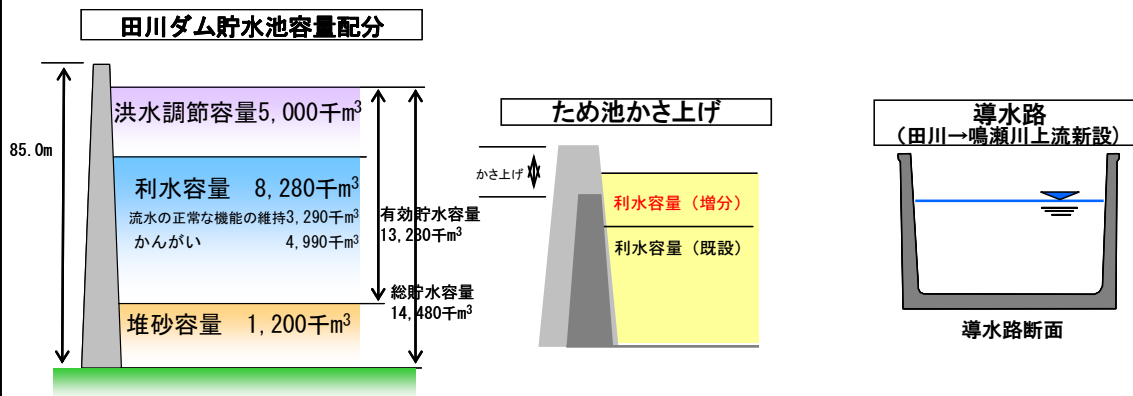 田川ダム貯水池容量配分
85.0m
洪水調節容量5,000千m³
利水容量 8,280千m³
流水の正常な機能の維持3,290千m³
かんがい 4,990千m³
堆砂容量 1,200千m³
有効貯水容量
13,280千m³
総貯水容量
14,480千m³
ため池かさ上げ
かさ上げ
利水容量（増分）
利水容量（既設）
導水路
（田川→鳴瀬川上流新設）
導水路断面